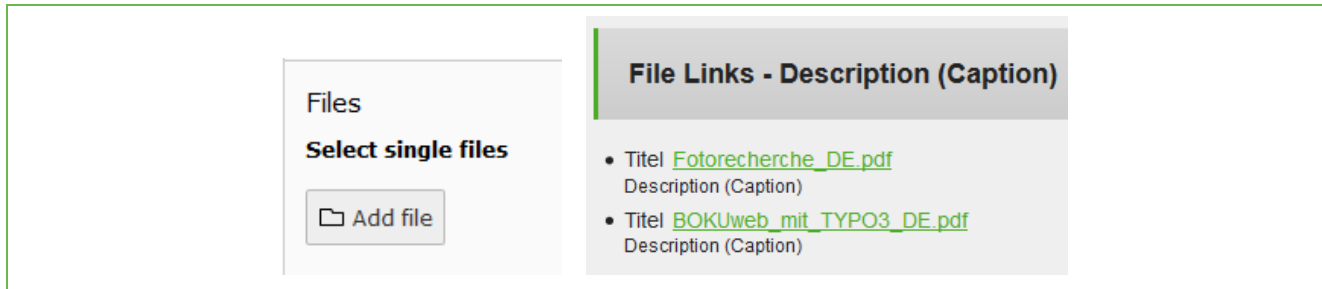 Files
Select single files
Add file
File Links - Description (Caption)
Titel Fotorecherche_DE.pdf
Description (Caption)
Titel BOKUweb_mit_TYPO3_DE.pdf
Description (Caption)